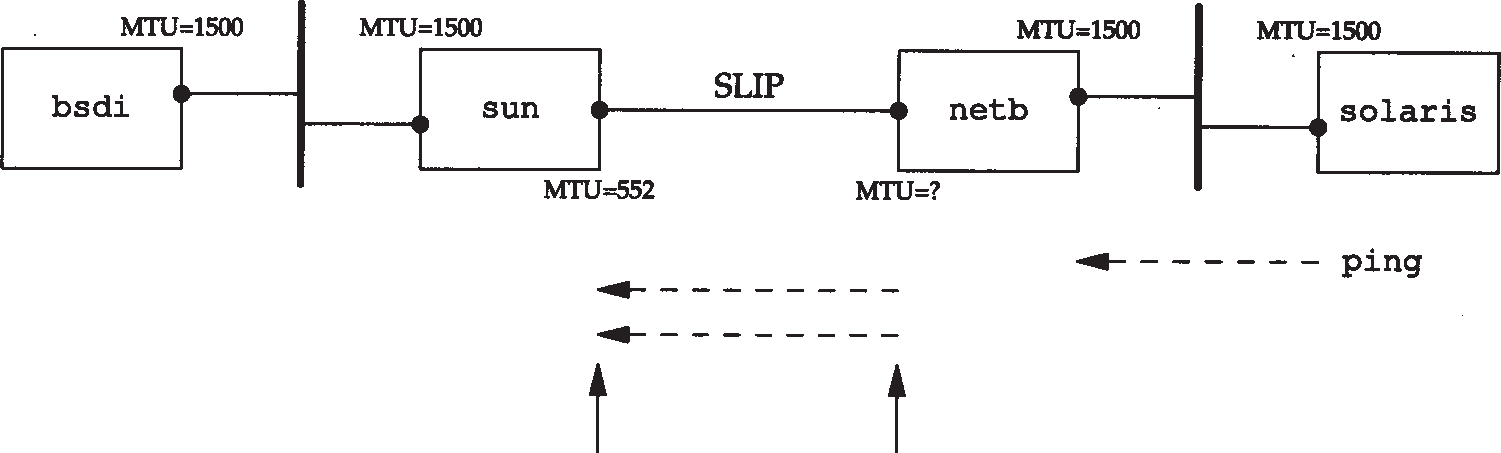 MTU=1500
MTU=1500
MTU=1500
MTU=1500
bsdi
sun
SLIP
netb
solaris
MTU=552
MTU=?
ping